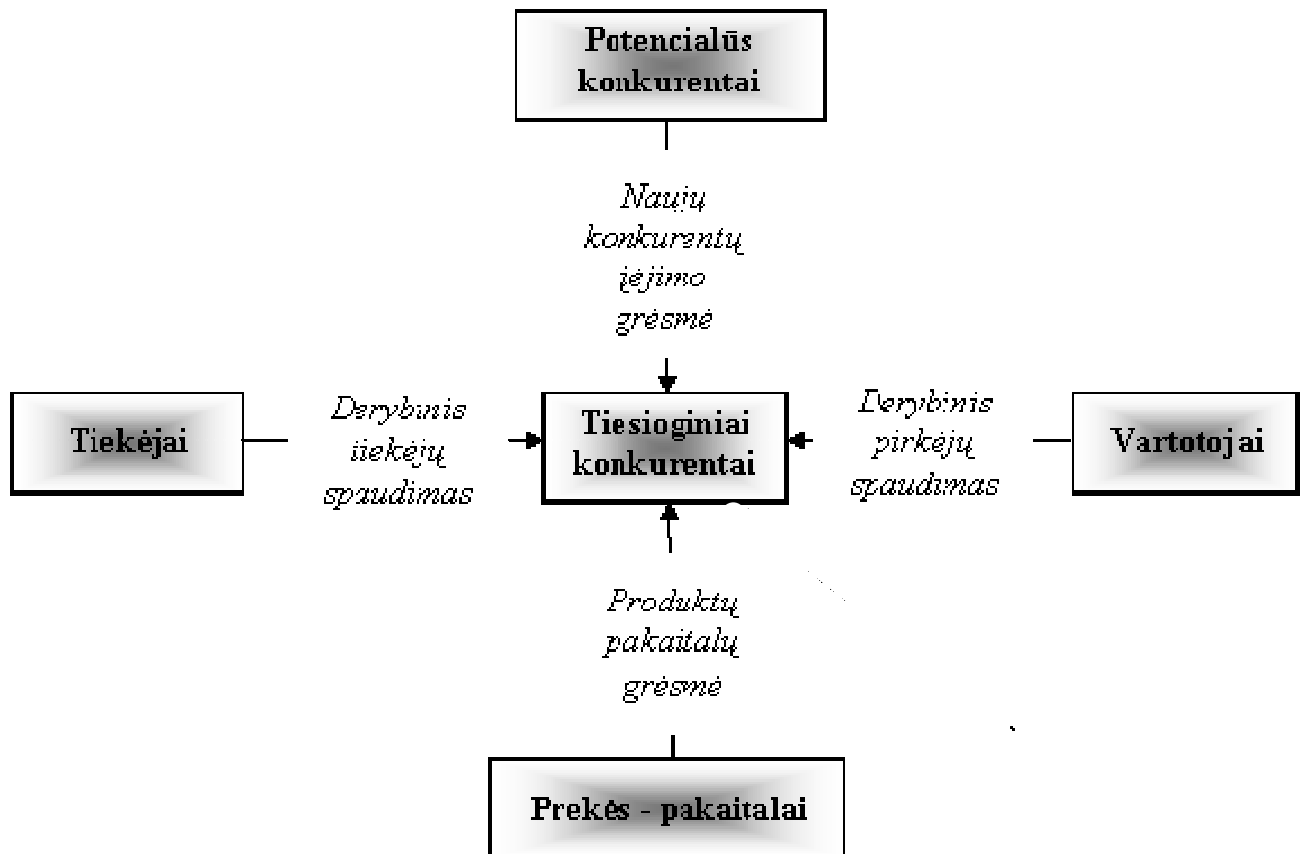 Potencialūs
konkurentai
Naujų
konkurentų
įėjimo
grėsmė
Tiekėjai
Derybinis
tiekėjų
spaudimas
Tiesioginiai
konkurentai
Derybinis
pirkėjų
spaudimas
Vartotojai
Produktų
pakaitalų
grėsmė
Prekės - pakaitalai